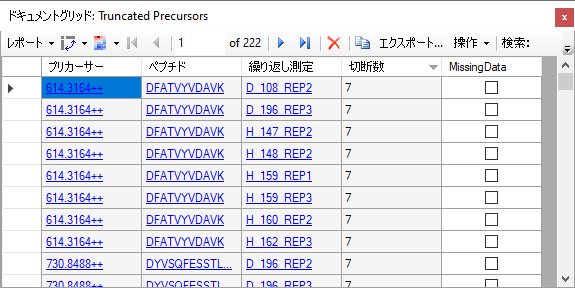 ドキュメントグリッド: Truncated Precursors
レポート 1 of 222 エクスポート... 操作 検索:
プリカーサー ペプチド 繰り返し測定 切断数 MissingData
614.3164++ DFATVYVDAVK D_108_REP2 7
614.3164++ DFATVYVDAVK D_196_REP3 7
614.3164++ DFATVYVDAVK H_147_REP2 7
614.3164++ DFATVYVDAVK H_148_REP2 7
614.3164++ DFATVYVDAVK H_159_REP1 7
614.3164++ DFATVYVDAVK H_159_REP3 7
614.3164++ DFATVYVDAVK H_160_REP2 7
614.3164++ DFATVYVDAVK H_162_REP3 7
730.8488++ DYVSQFESSTL... D_196_REP2 7
730.8488++ DYVSQFESSTL... D_196_REP3 7